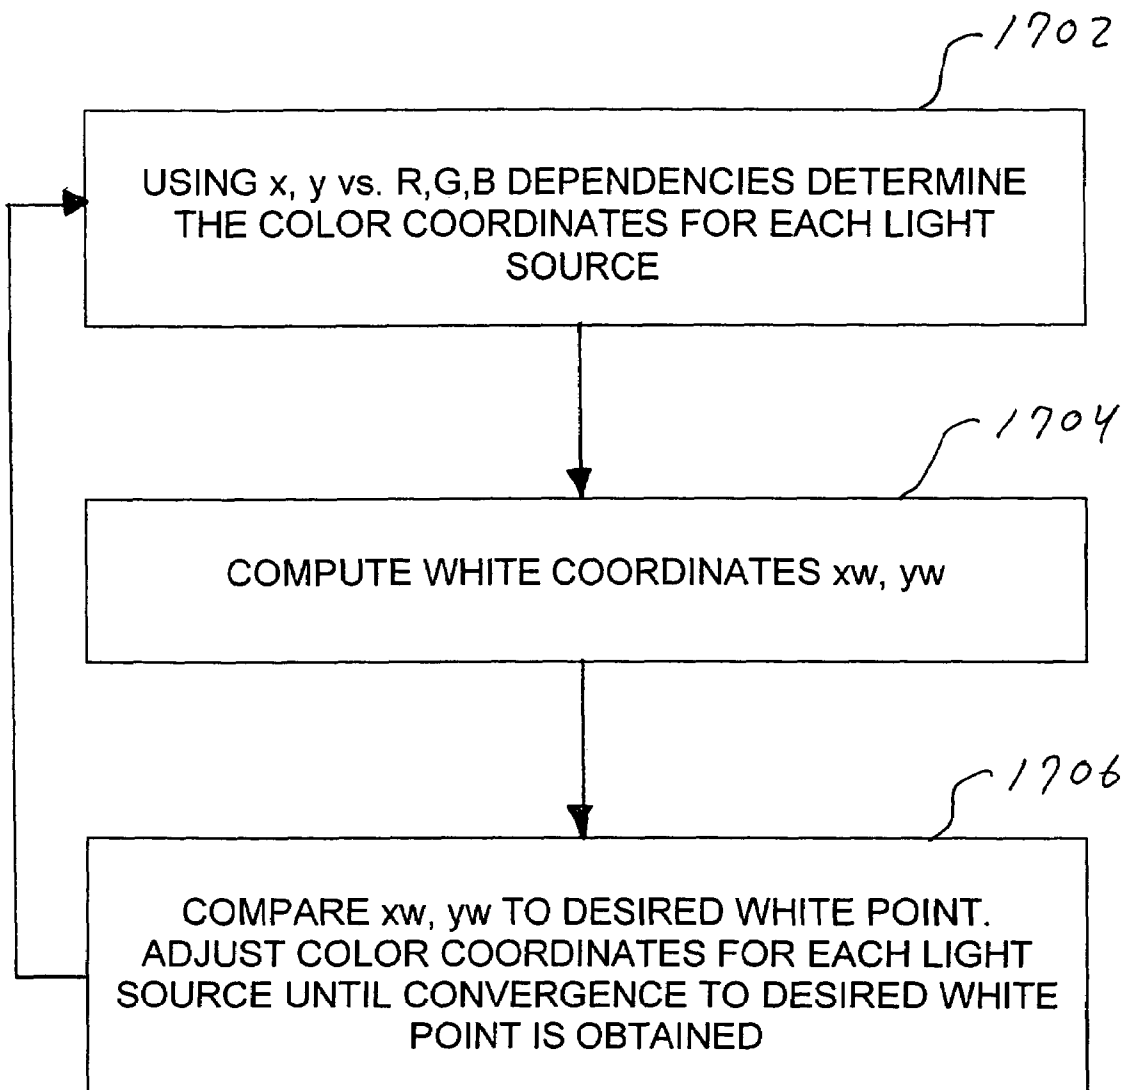 1702
USING x, y vs. R,G,B DEPENDENCIES DETERMINE
THE COLOR COORDINATES FOR EACH LIGHT
SOURCE
1704
COMPUTE WHITE COORDINATES xw, yw
1706
COMPARE xw, yw TO DESIRED WHITE POINT.
ADJUST COLOR COORDINATES FOR EACH LIGHT
SOURCE UNTIL CONVERGENCE TO DESIRED WHITE
POINT IS OBTAINED